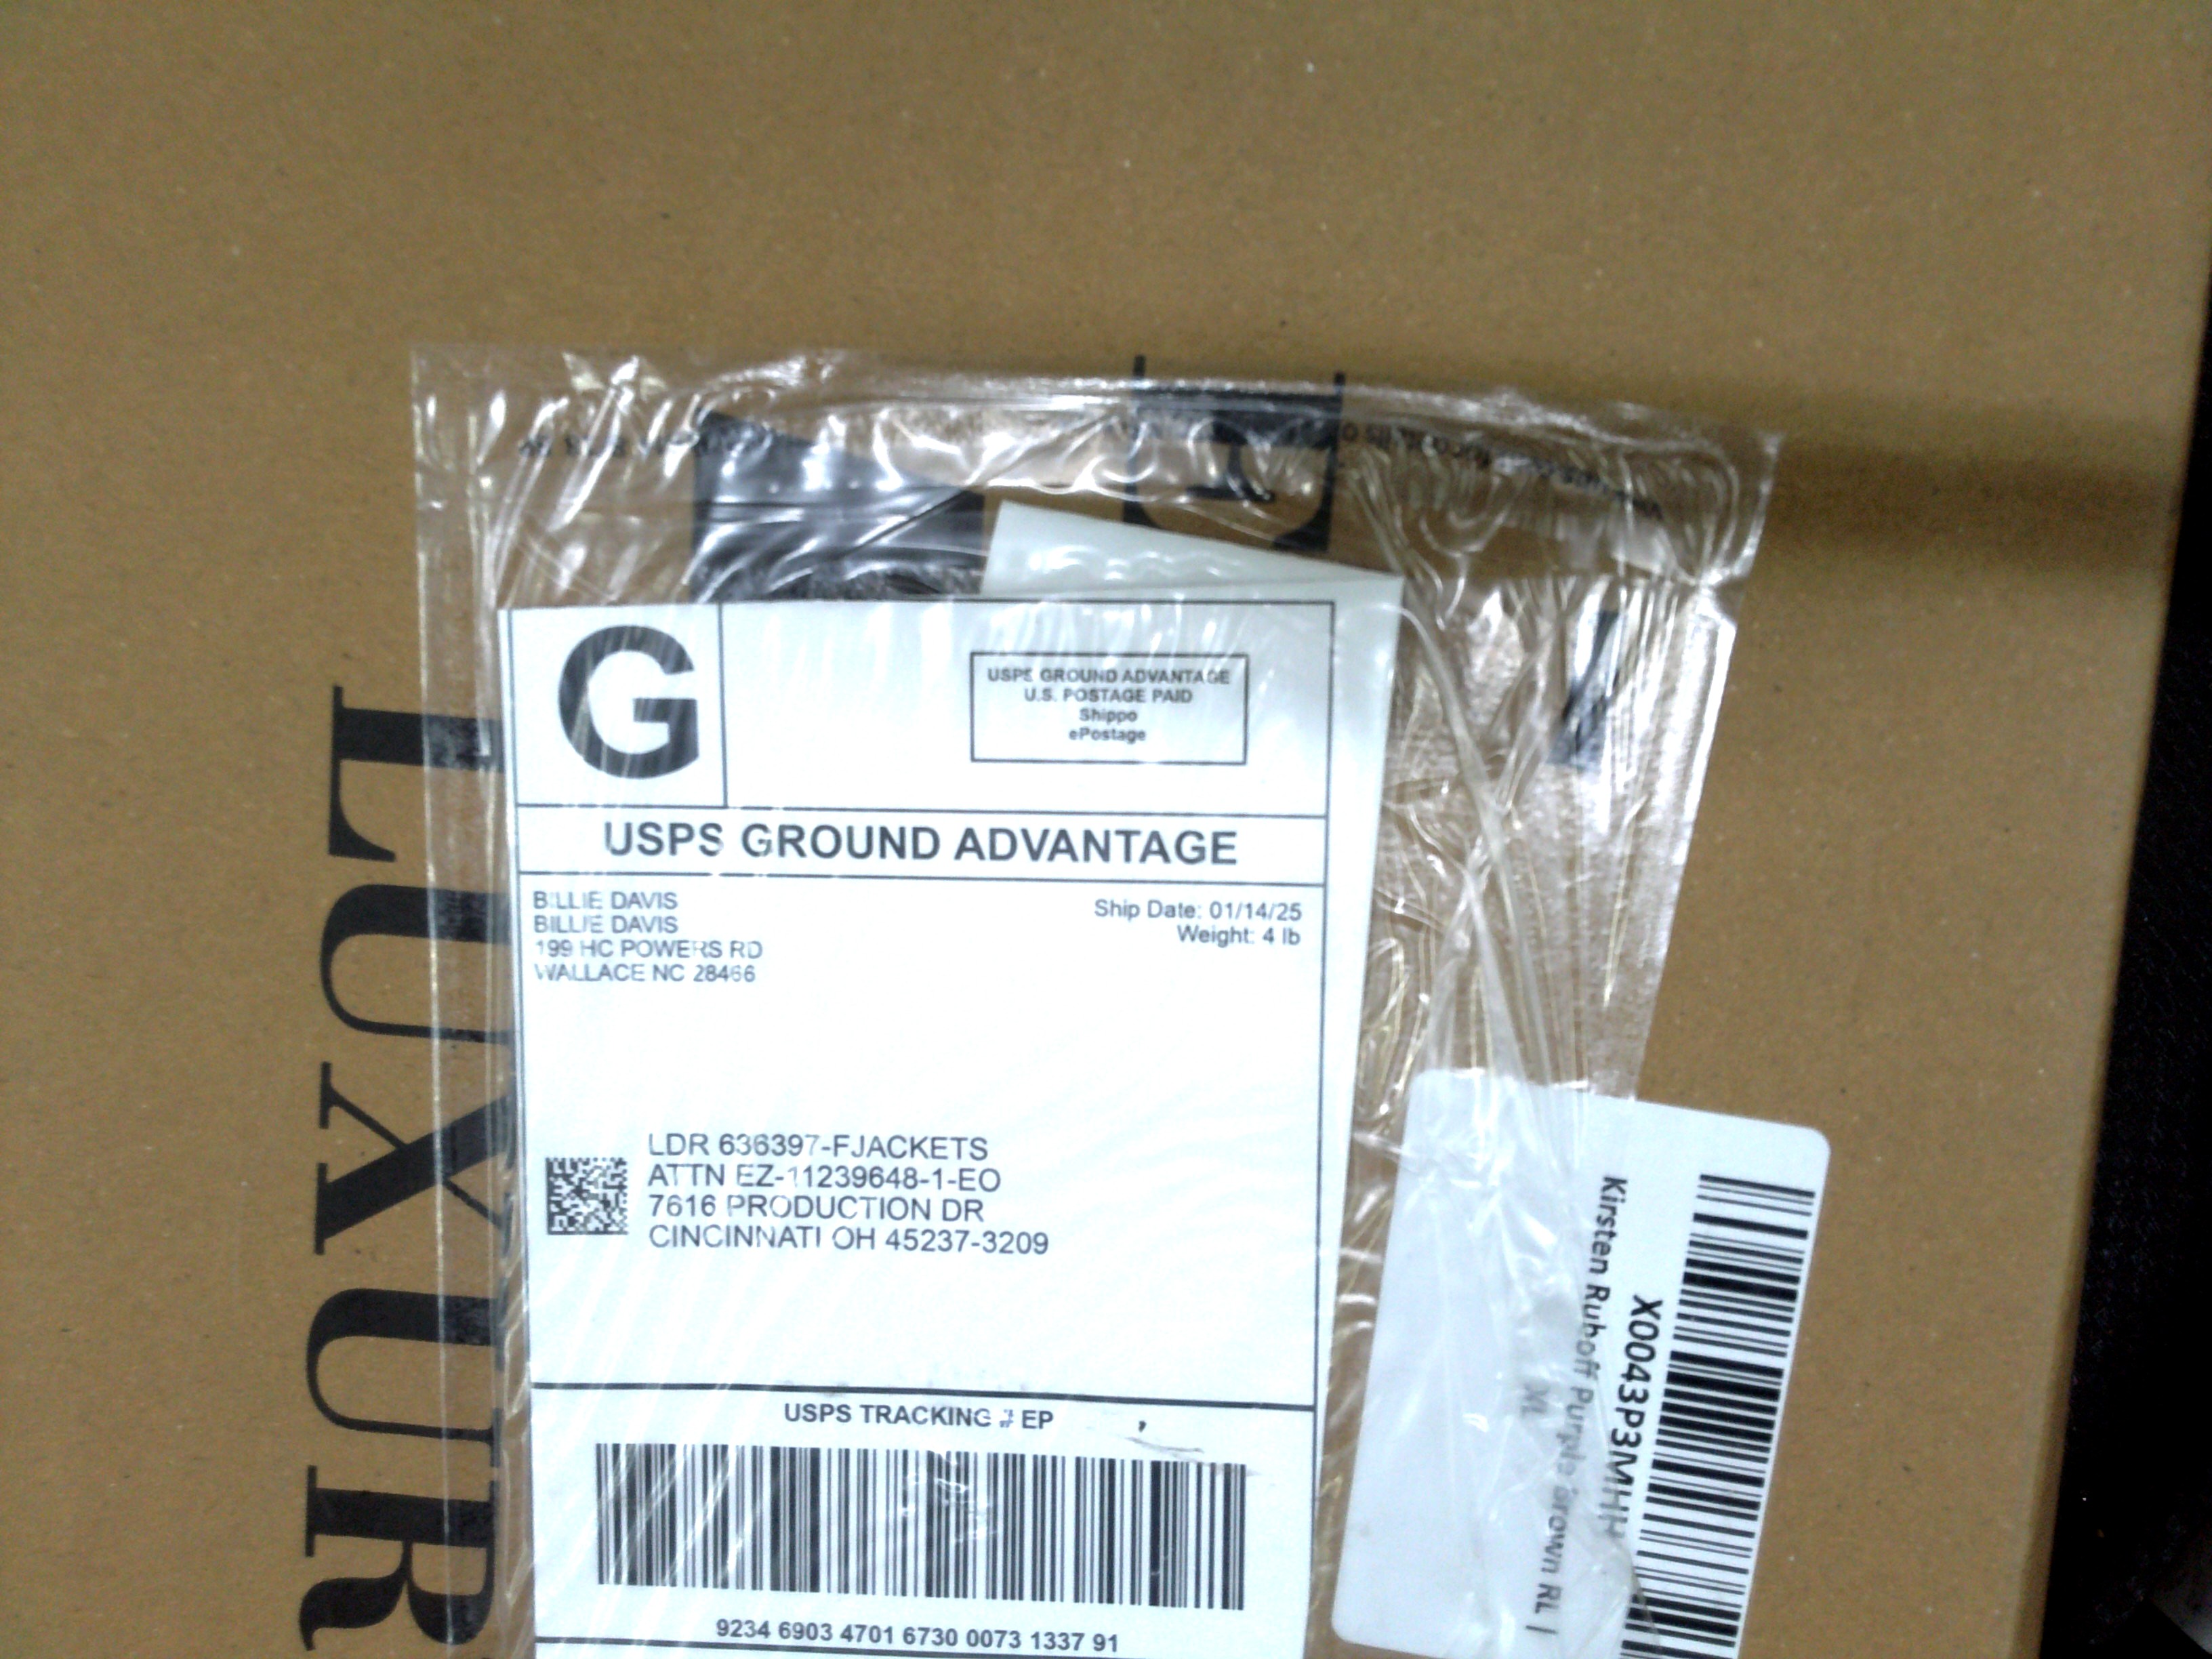 G
USPS GROUND ADVANTAGE
U.S. POSTAGE PAID
Shippo
ePostage
USPS GROUND ADVANTAGE
BILLIE DAVIS
BILLIE DAVIS
199 HC POWERS RD
WALLACE NC 28466
Ship Date: 01/14/25
Weight: 4 lb
LDR 636397-FJACKETS
ATTN EZ-11239648-1-EO
7616 PRODUCTION DR
CINCINNATI OH 45237-3209
USPS TRACKING # EP
9234 6903 4701 6730 0073 1337 91
X0043P3MHH
Kirsten Ruhoff Purple Brown RL |
LUXUR
E